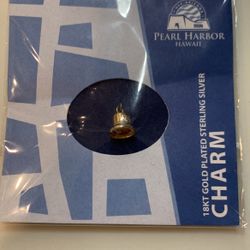 PEARL HARBOR
HAWAII
18KT GOLD PLATED STERLING SILVER
CHARM